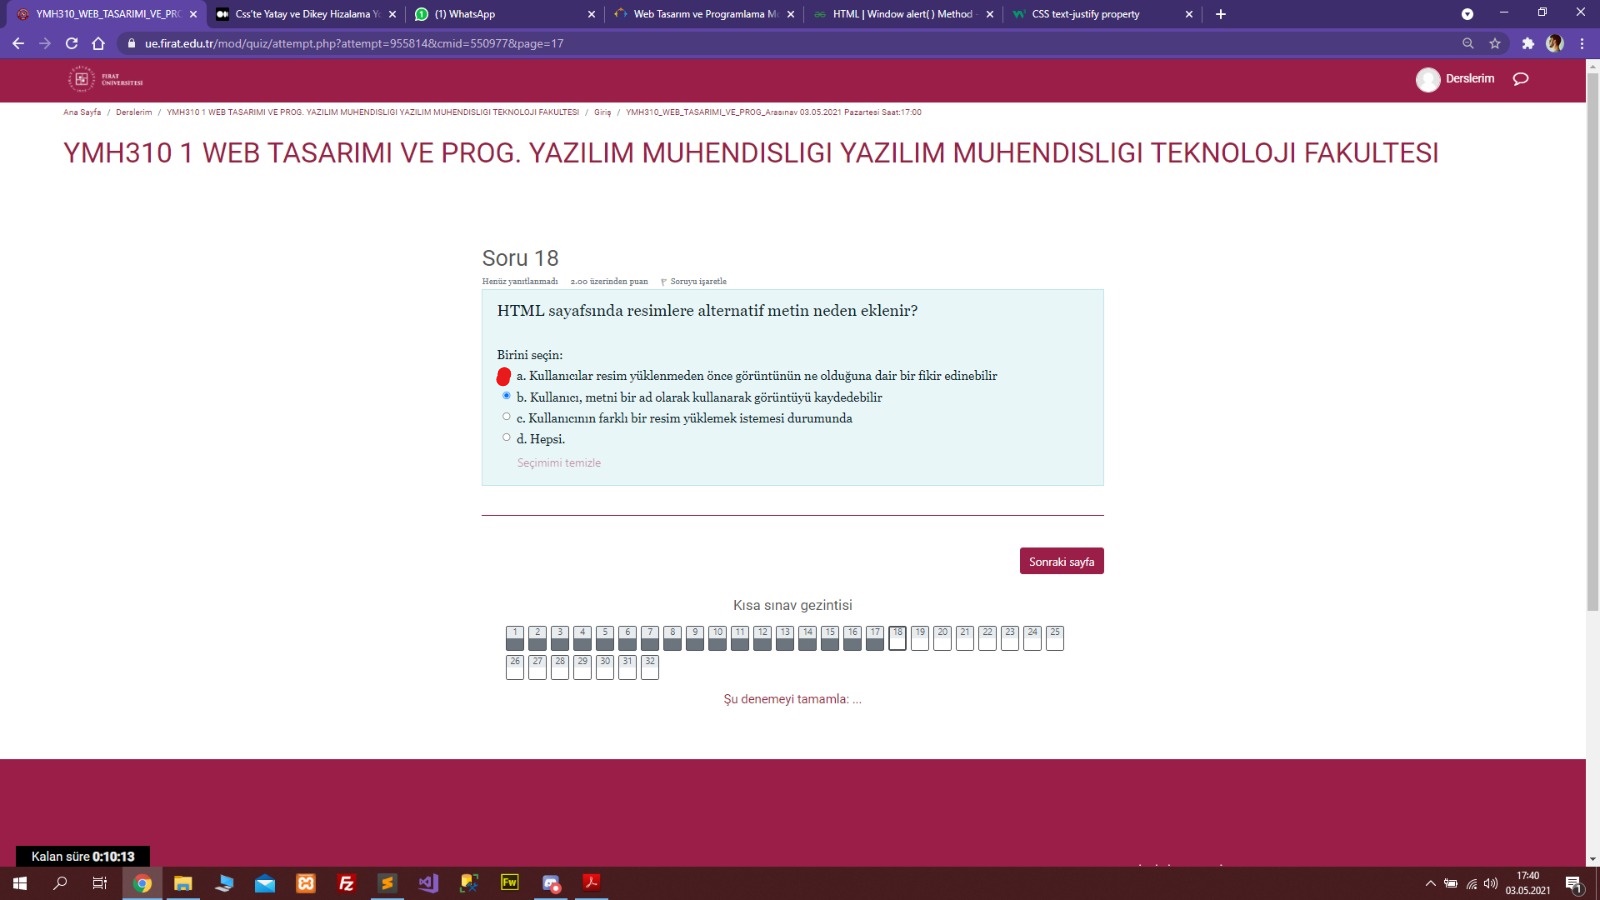 YMH310_WEB_TASARIMI_VE_PRO
Css'te Yatay ve Dikey Hizalama Yo
(1) WhatsApp
Web Tasarım ve Programlama Mu
HTML | Window alert( ) Method -
CSS text-justify property
ue.firat.edu.tr/mod/quiz/attempt.php?attempt=955814&cmid=550977&page=17
FIRAT
ÜNİVERSİTESİ
Derslerim
Ana Sayfa / Derslerim / YMH310 1 WEB TASARIMI VE PROG. YAZILIM MUHENDISLIGI YAZILIM MUHENDISLIGI TEKNOLOJI FAKULTESI / Giriş / YMH310_WEB_TASARIMI_VE_PROG_Arasınav 03.05.2021 Pazartesi Saat:17:00
YMH310 1 WEB TASARIMI VE PROG. YAZILIM MUHENDISLIGI YAZILIM MUHENDISLIGI TEKNOLOJI FAKULTESI
Soru 18
Henüz yanıtlanmadı 2.00 üzerinden puan Soruyu işaretle
HTML sayafsında resimlere alternatif metin neden eklenir?
Birini seçin:
a. Kullanıcılar resim yüklenmeden önce görüntünün ne olduğuna dair bir fikir edinebilir
b. Kullanıcı, metni bir ad olarak kullanarak görüntüyü kaydedebilir
c. Kullanıcının farklı bir resim yüklemek istemesi durumunda
d. Hepsi.
Seçimimi temizle
Sonraki sayfa
Kısa sınav gezintisi
1 2 3 4 5 6 7 8 9 10 11 12 13 14 15 16 17 18 19 20 21 22 23 24 25
26 27 28 29 30 31 32
Şu denemeyi tamamla: ...
Kalan süre 0:10:13
Fz
Fw
17:40
03.05.2021
1